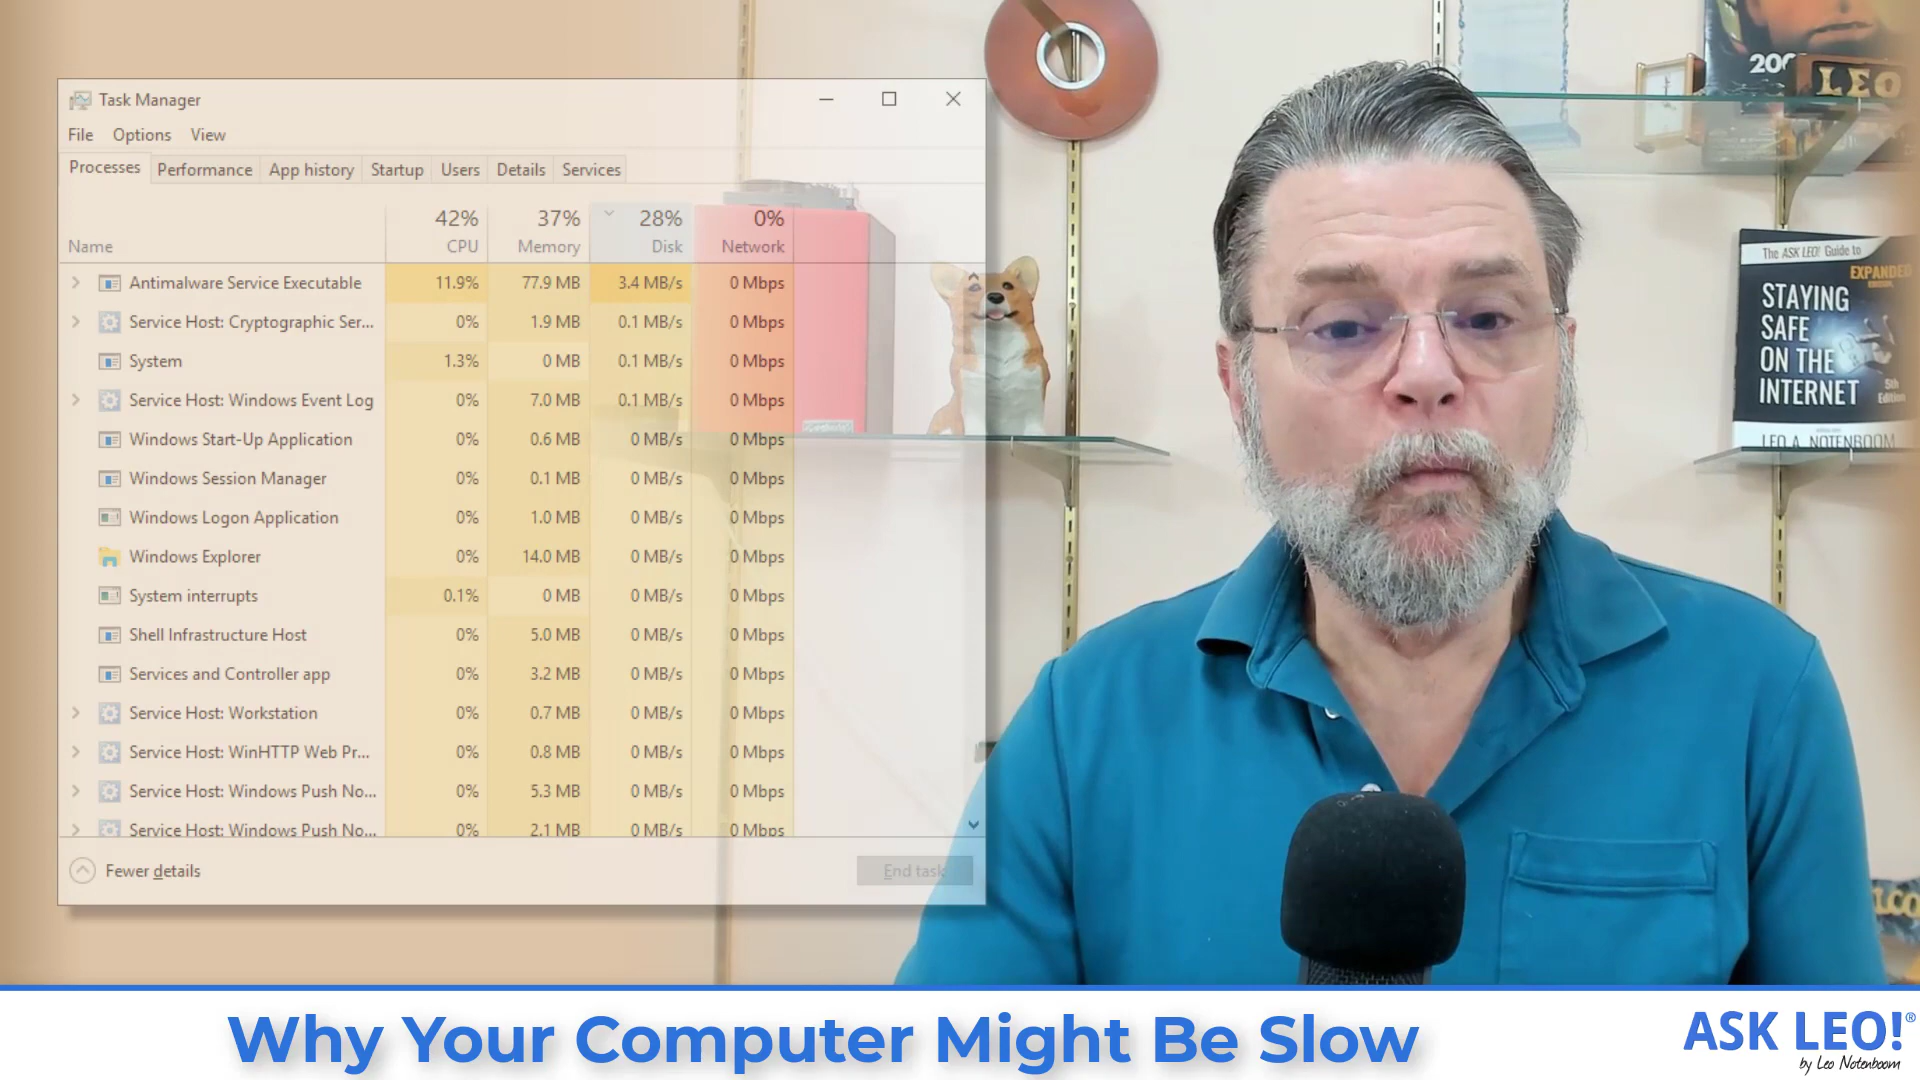 Task Manager
File Options View
Processes Performance App history Startup Users Details Services
42% 37% 28% 0%
Name CPU Memory Disk Network
Antimalware Service Executable 11.9% 77.9 MB 3.4 MB/s 0 Mbps
Service Host: Cryptographic Ser... 0% 1.9 MB 0.1 MB/s 0 Mbps
System 1.3% 0 MB 0.1 MB/s 0 Mbps
Service Host: Windows Event Log 0% 7.0 MB 0.1 MB/s 0 Mbps
Windows Start-Up Application 0% 0.6 MB 0 MB/s 0 Mbps
Windows Session Manager 0% 0.1 MB 0 MB/s 0 Mbps
Windows Logon Application 0% 1.0 MB 0 MB/s 0 Mbps
Windows Explorer 0% 14.0 MB 0 MB/s 0 Mbps
System interrupts 0.1% 0 MB 0 MB/s 0 Mbps
Shell Infrastructure Host 0% 5.0 MB 0 MB/s 0 Mbps
Services and Controller app 0% 3.2 MB 0 MB/s 0 Mbps
Service Host: Workstation 0% 0.7 MB 0 MB/s 0 Mbps
Service Host: WinHTTP Web Pr... 0% 0.8 MB 0 MB/s 0 Mbps
Service Host: Windows Push No... 0% 5.3 MB 0 MB/s 0 Mbps
Service Host: Windows Push No... 0% 2.1 MB 0 MB/s 0 Mbps
Fewer details End task
200
LEO
The ASK LEO! Guide to
EXPANDED
STAYING
SAFE
ON THE
INTERNET
5th
Edition
LEO A. NOTENBOOM
Why Your Computer Might Be Slow
ASK LEO!®
by Leo Notenboom